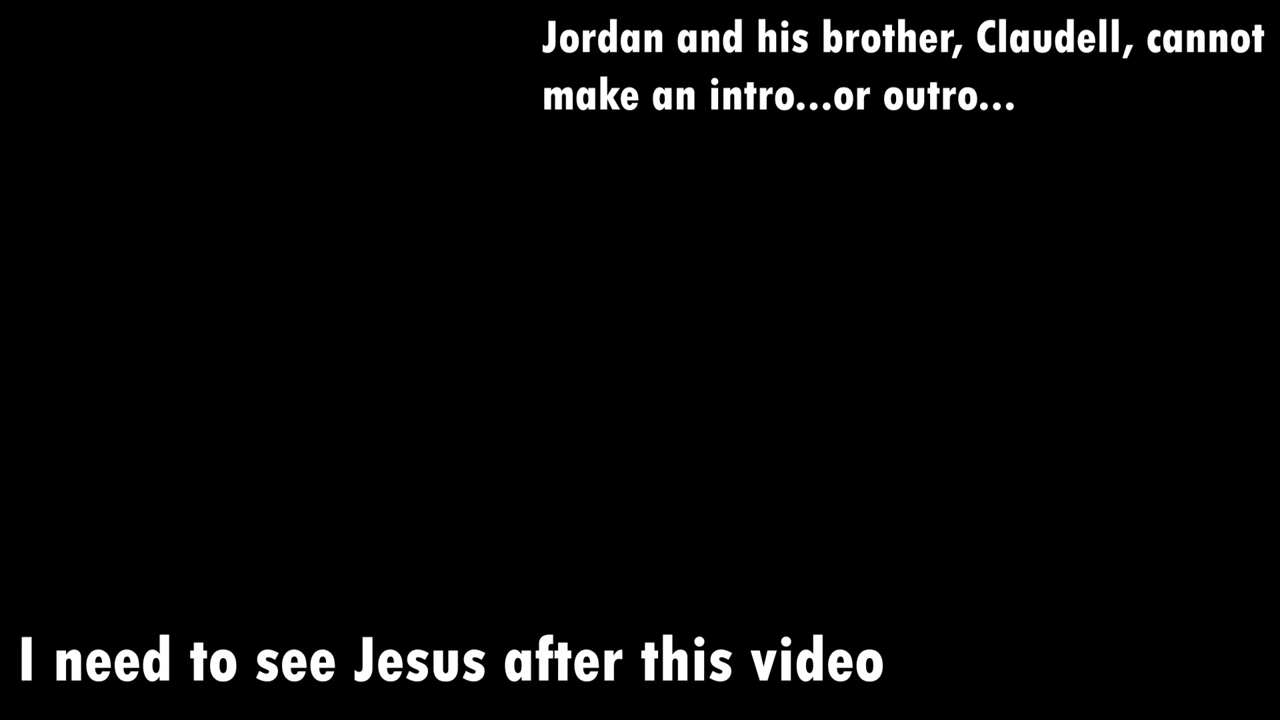 Jordan and his brother, Claudell, cannot
make an intro...or outro...
I need to see Jesus after this video